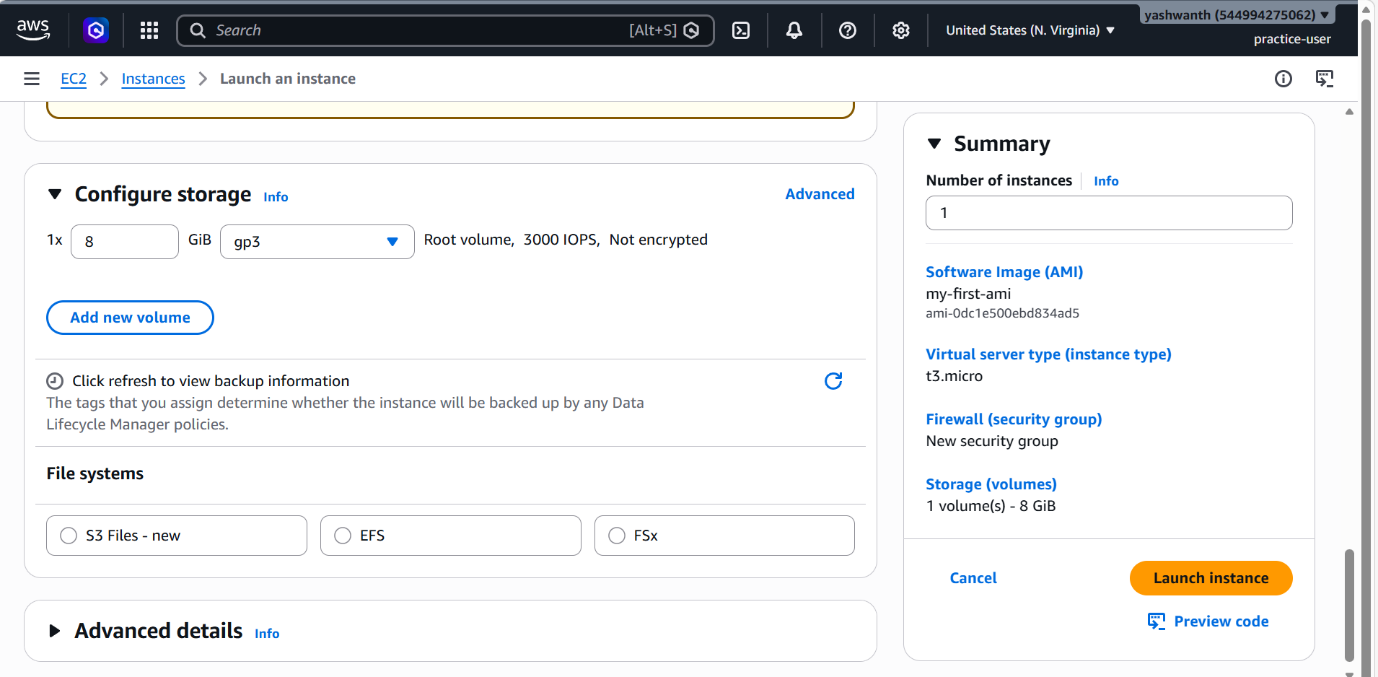 aws
Search [Alt+S]
United States (N. Virginia)
yashwanth (544994275062)
practice-user
EC2 Instances Launch an instance
Configure storage Info
Advanced
1x 8 GiB gp3 Root volume, 3000 IOPS, Not encrypted
Add new volume
Click refresh to view backup information
The tags that you assign determine whether the instance will be backed up by any Data
Lifecycle Manager policies.
File systems
S3 Files - new EFS FSx
Advanced details Info
Summary
Number of instances Info
1
Software Image (AMI)
my-first-ami
ami-0dc1e500ebd834ad5
Virtual server type (instance type)
t3.micro
Firewall (security group)
New security group
Storage (volumes)
1 volume(s) - 8 GiB
Cancel Launch instance
Preview code